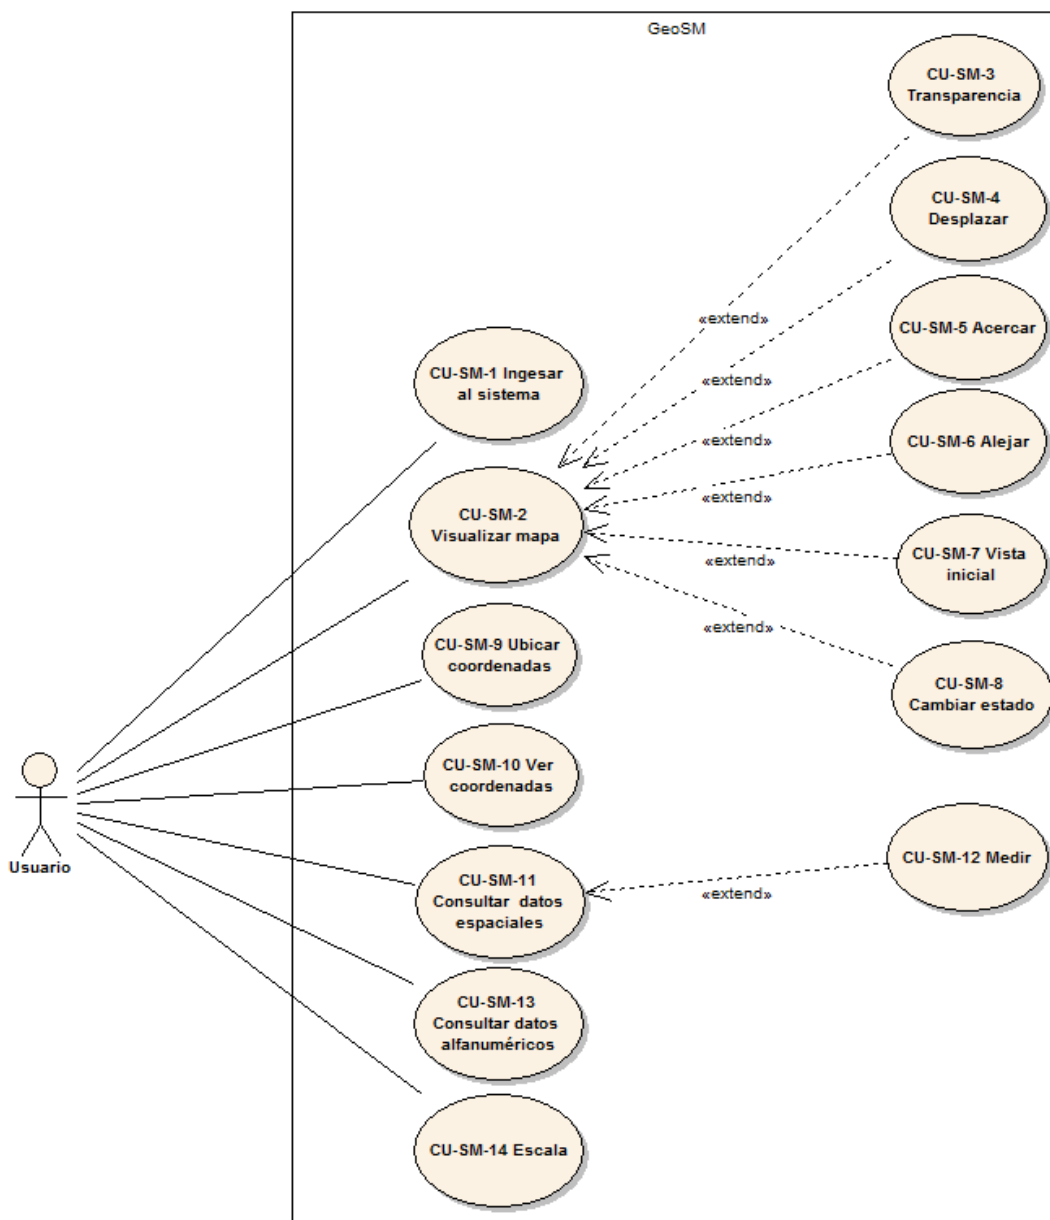 GeoSM
CU-SM-3
Transparencia
CU-SM-4
Desplazar
«extend»
CU-SM-5 Acercar
CU-SM-1 Ingesar
al sistema
«extend»
«extend»
CU-SM-6 Alejar
«extend»
CU-SM-2
Visualizar mapa
«extend»
CU-SM-7 Vista
inicial
«extend»
CU-SM-9 Ubicar
coordenadas
CU-SM-8
Cambiar estado
CU-SM-10 Ver
coordenadas
Usuario
CU-SM-12 Medir
CU-SM-11
Consultar  datos
espaciales
«extend»
CU-SM-13
Consultar datos
alfanuméricos
CU-SM-14 Escala